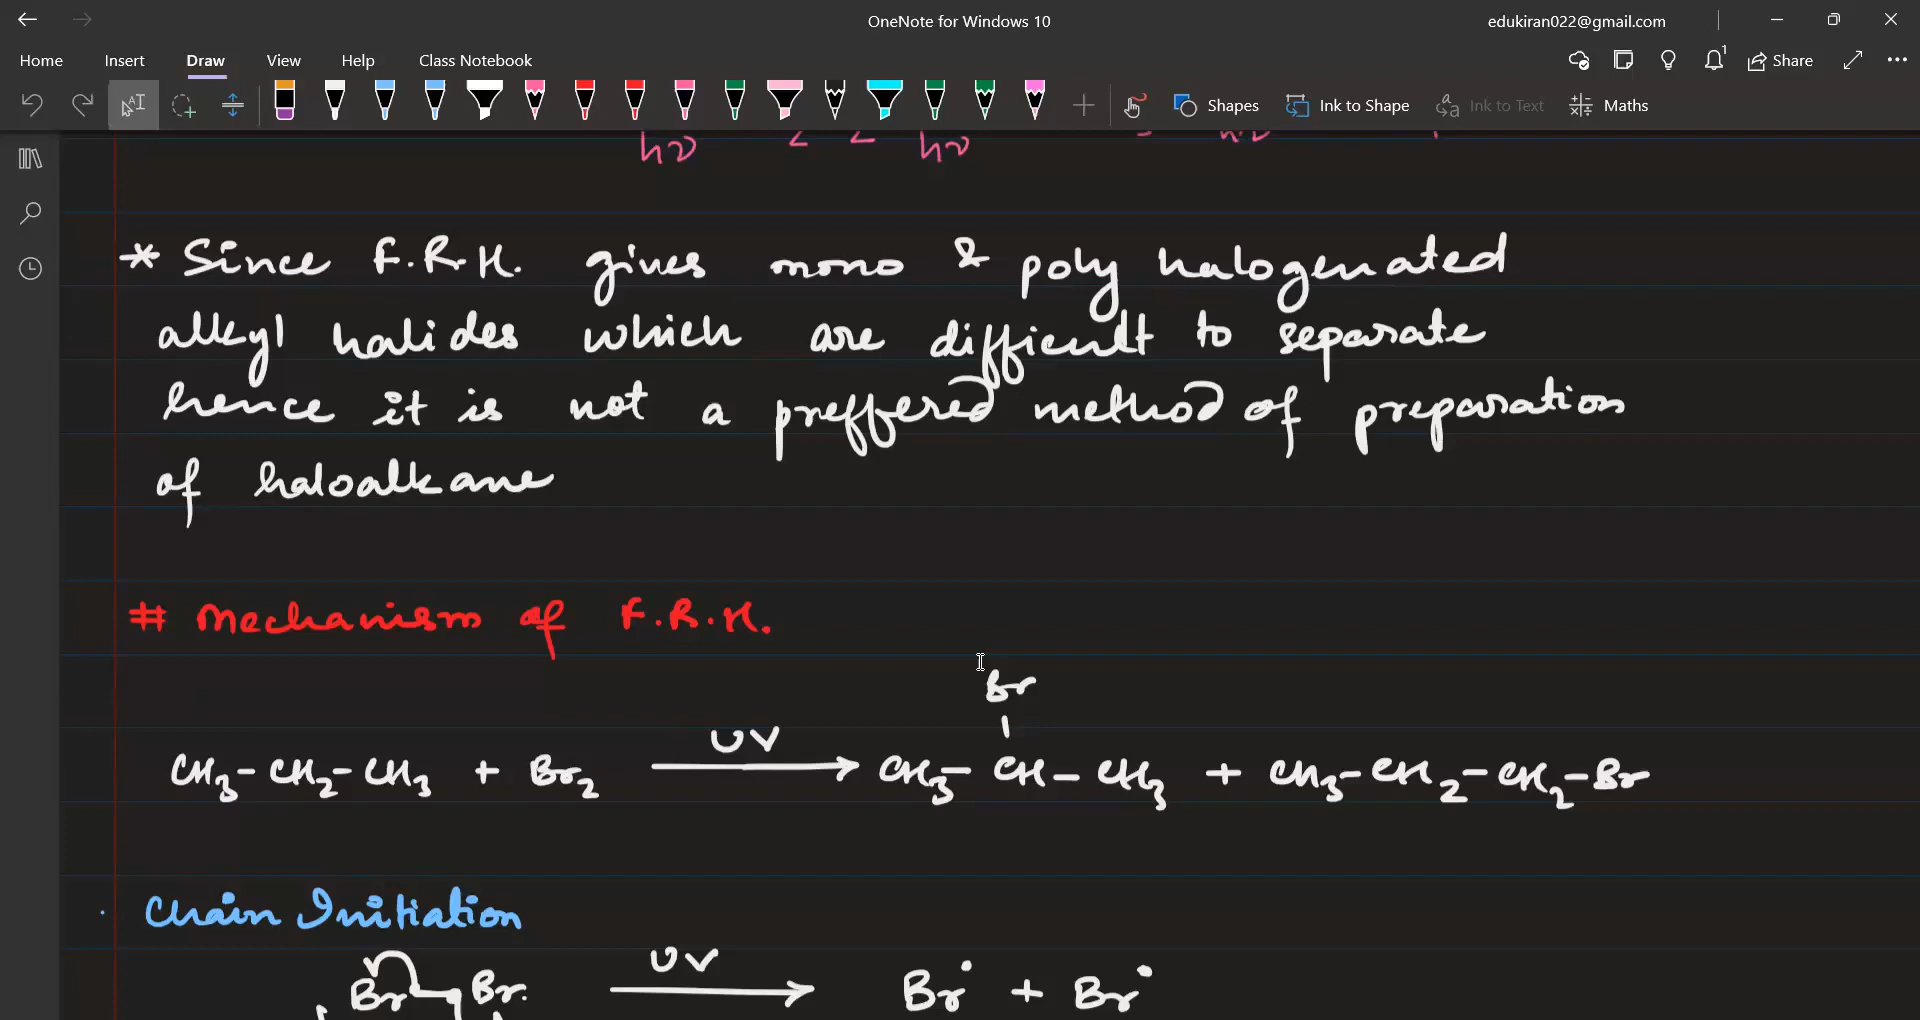 OneNote for Windows 10
edukiran022@gmail.com
Home Insert Draw View Help Class Notebook
1
Share
Shapes Ink to Shape Ink to Text Maths
hν 2 2 hν
* Since F.R.H. gives mono & poly halogenated
alkyl halides which are difficult to separate
hence it is not a preffered method of preparation
of haloalkane
# Mechanism of F.R.H.
Br
UV
CH₃-CH₂-CH₃ + Br₂ → CH₃-CH-CH₃ + CH₃-CH₂-CH₂-Br
· Chain Initiation
UV
Br-Br → Br• + Br•